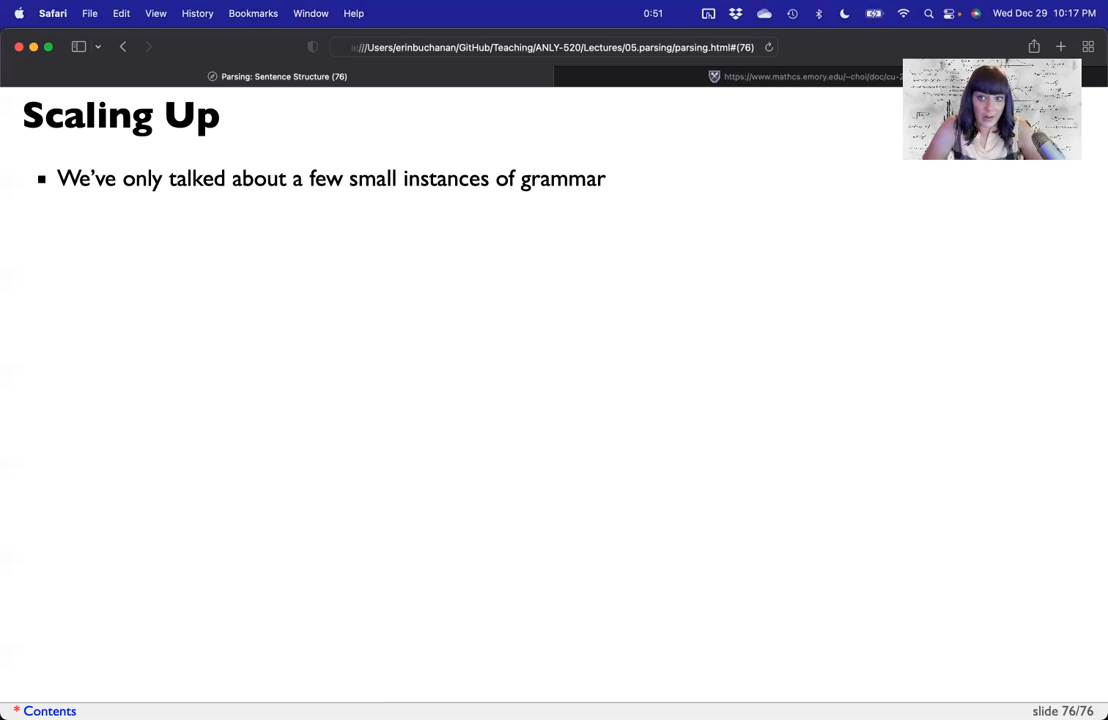 Safari File Edit View History Bookmarks Window Help 0:51 Wed Dec 29 10:17 PM
:///Users/erinbuchanan/GitHub/Teaching/ANLY-520/Lectures/05.parsing/parsing.html#(76)
Parsing: Sentence Structure (76) https://www.mathcs.emory.edu/~choi/doc/cu-2
Scaling Up
▪ We’ve only talked about a few small instances of grammar
* Contents slide 76/76